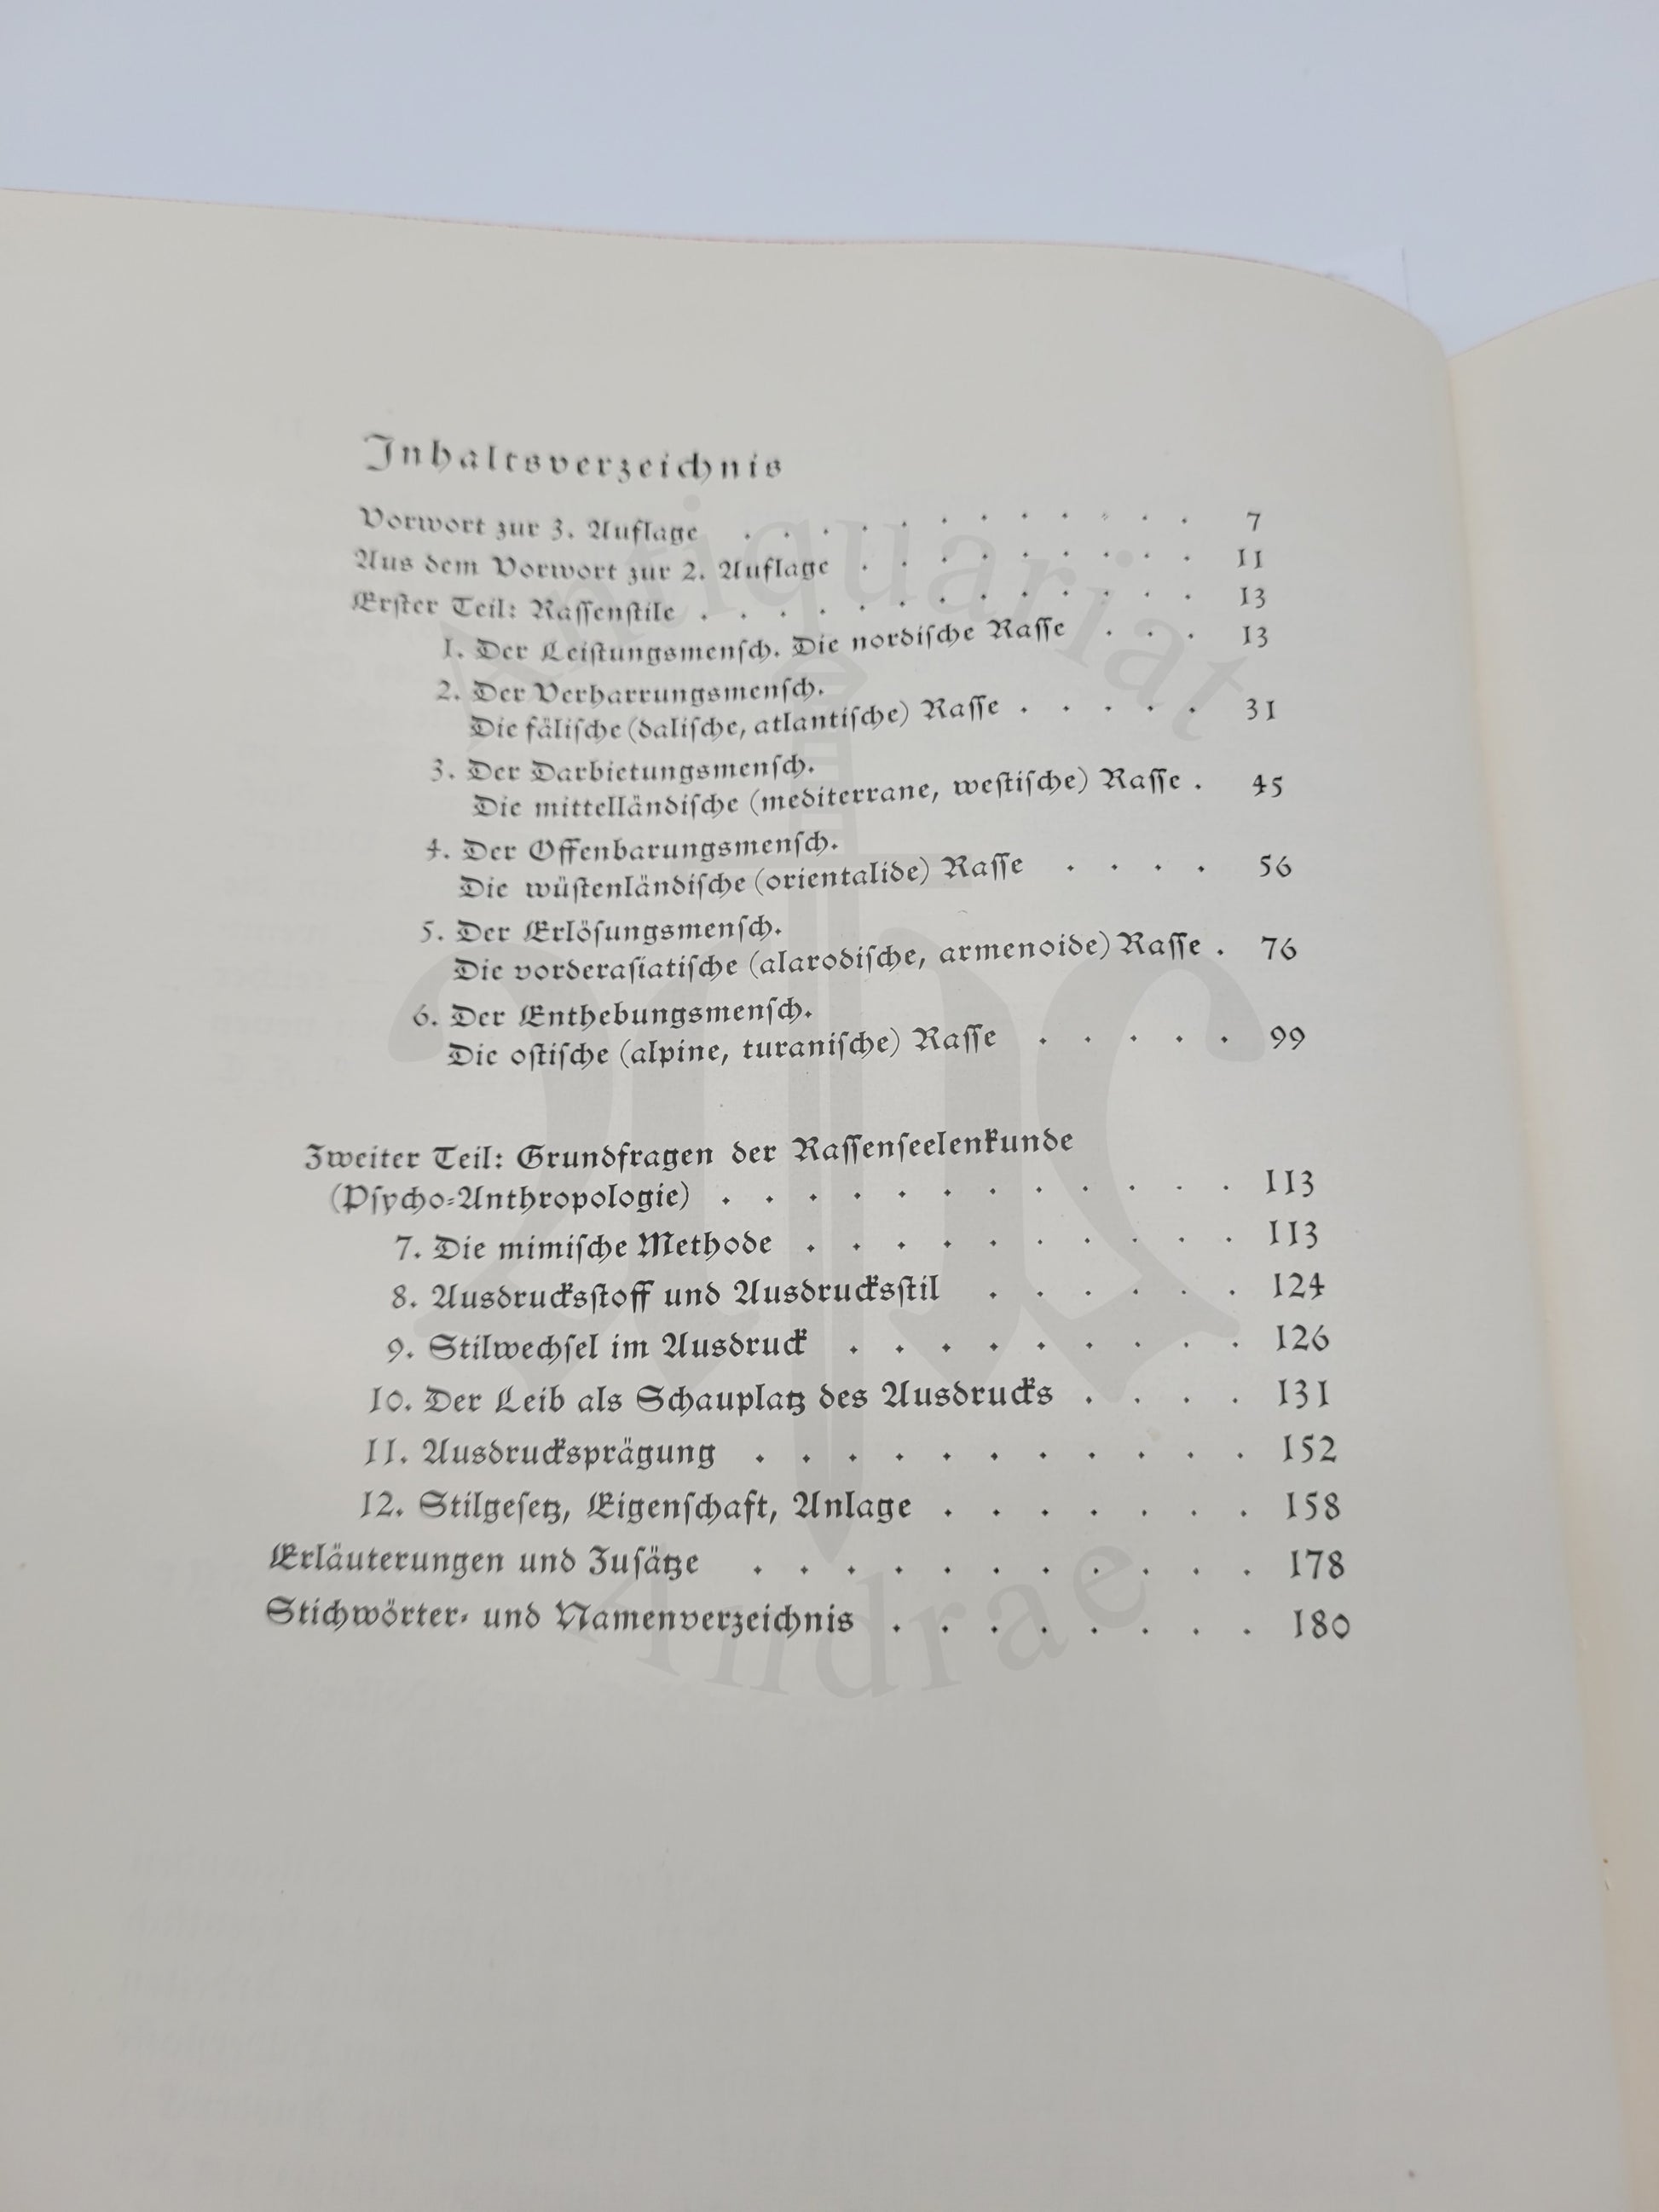 Inhaltsverzeichnis
Vorwort zur 3. Auflage . . . . . . . . . . . . 7
Aus dem Vorwort zur 2. Auflage . . . . . . . . . 11
Erster Teil: Rassenstile . . . . . . . . . . . . . 13
1. Der Leistungsmensch. Die nordische Rasse . . . 13
2. Der Verharrungsmensch.
Die fälische (dalische, atlantische) Rasse . . . . . 31
3. Der Darbietungsmensch.
Die mittelländische (mediterrane, westische) Rasse . 45
4. Der Offenbarungsmensch.
Die wüstenländische (orientalide) Rasse . . . . 56
5. Der Erlösungsmensch.
Die vorderasiatische (alarodische, armenoide) Rasse . 76
6. Der Enthebungsmensch.
Die ostische (alpine, turanische) Rasse . . . . . 99
Zweiter Teil: Grundfragen der Rassenseelenkunde
(Psycho-Anthropologie) . . . . . . . . . . . . 113
7. Die mimische Methode . . . . . . . . . . 113
8. Ausdrucksstoff und Ausdrucksstil . . . . . . 124
9. Stilwechsel im Ausdruck . . . . . . . . . 126
10. Der Leib als Schauplatz des Ausdrucks . . . . 131
11. Ausdrucksprägung . . . . . . . . . . . 152
12. Stilgesetz, Eigenschaft, Anlage . . . . . . . 158
Erläuterungen und Zusätze . . . . . . . . . . . 178
Stichwörter- und Namenverzeichnis . . . . . . . . 180
Antiquariat
Andrae